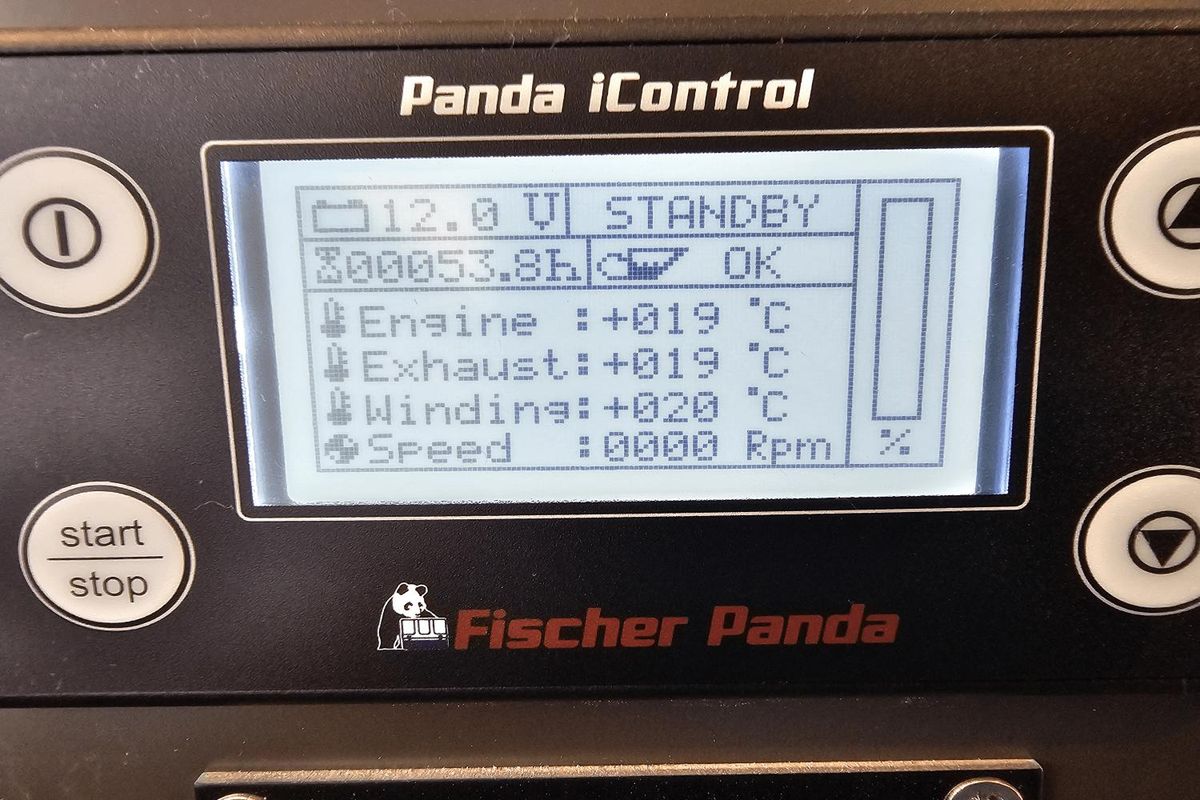 Panda iControl
12.0 V STANDBY
00053.8h OK
Engine :+019 °C
Exhaust:+019 °C
Winding:+020 °C
Speed :0000 Rpm
%
start
stop
Fischer Panda